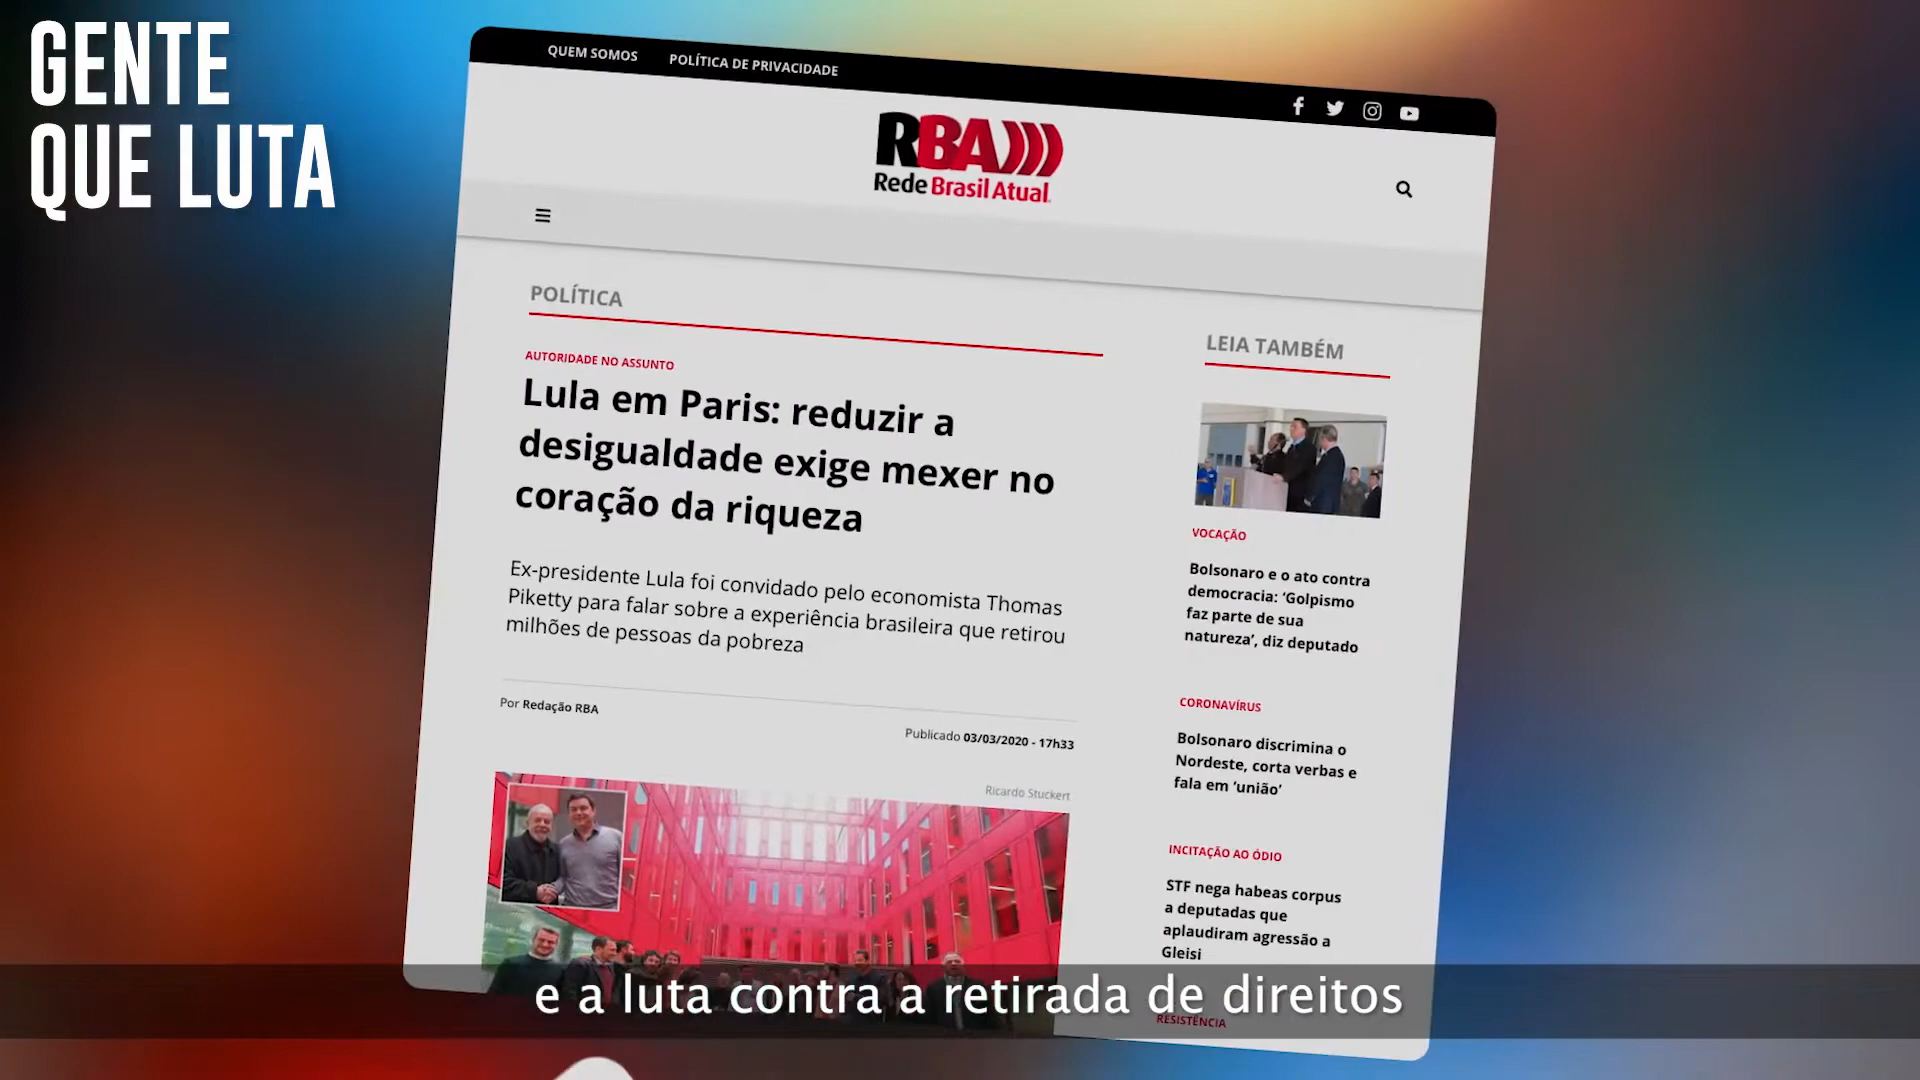 GENTE
QUE LUTA
QUEM SOMOS
POLÍTICA DE PRIVACIDADE
RBA
Rede Brasil Atual
POLÍTICA
AUTORIDADE NO ASSUNTO
Lula em Paris: reduzir a
desigualdade exige mexer no
coração da riqueza
Ex-presidente Lula foi convidado pelo economista Thomas
Piketty para falar sobre a experiência brasileira que retirou
milhões de pessoas da pobreza
Por Redação RBA
Publicado 03/03/2020 - 17h33
Ricardo Stuckert
LEIA TAMBÉM
VOCAÇÃO
Bolsonaro e o ato contra
democracia: ‘Golpismo
faz parte de sua
natureza’, diz deputado
CORONAVÍRUS
Bolsonaro discrimina o
Nordeste, corta verbas e
fala em ‘união’
INCITAÇÃO AO ÓDIO
STF nega habeas corpus
a deputadas que
aplaudiram agressão a
Gleisi
RESISTÊNCIA
e a luta contra a retirada de direitos